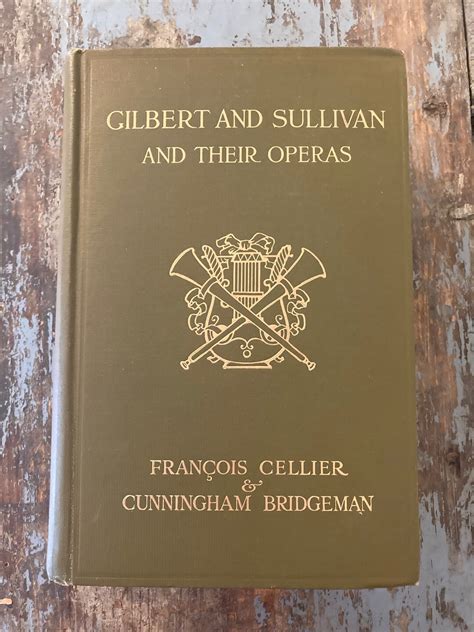 GILBERT AND SULLIVAN
AND THEIR OPERAS
FRANÇOIS CELLIER
&
CUNNINGHAM BRIDGEMAN